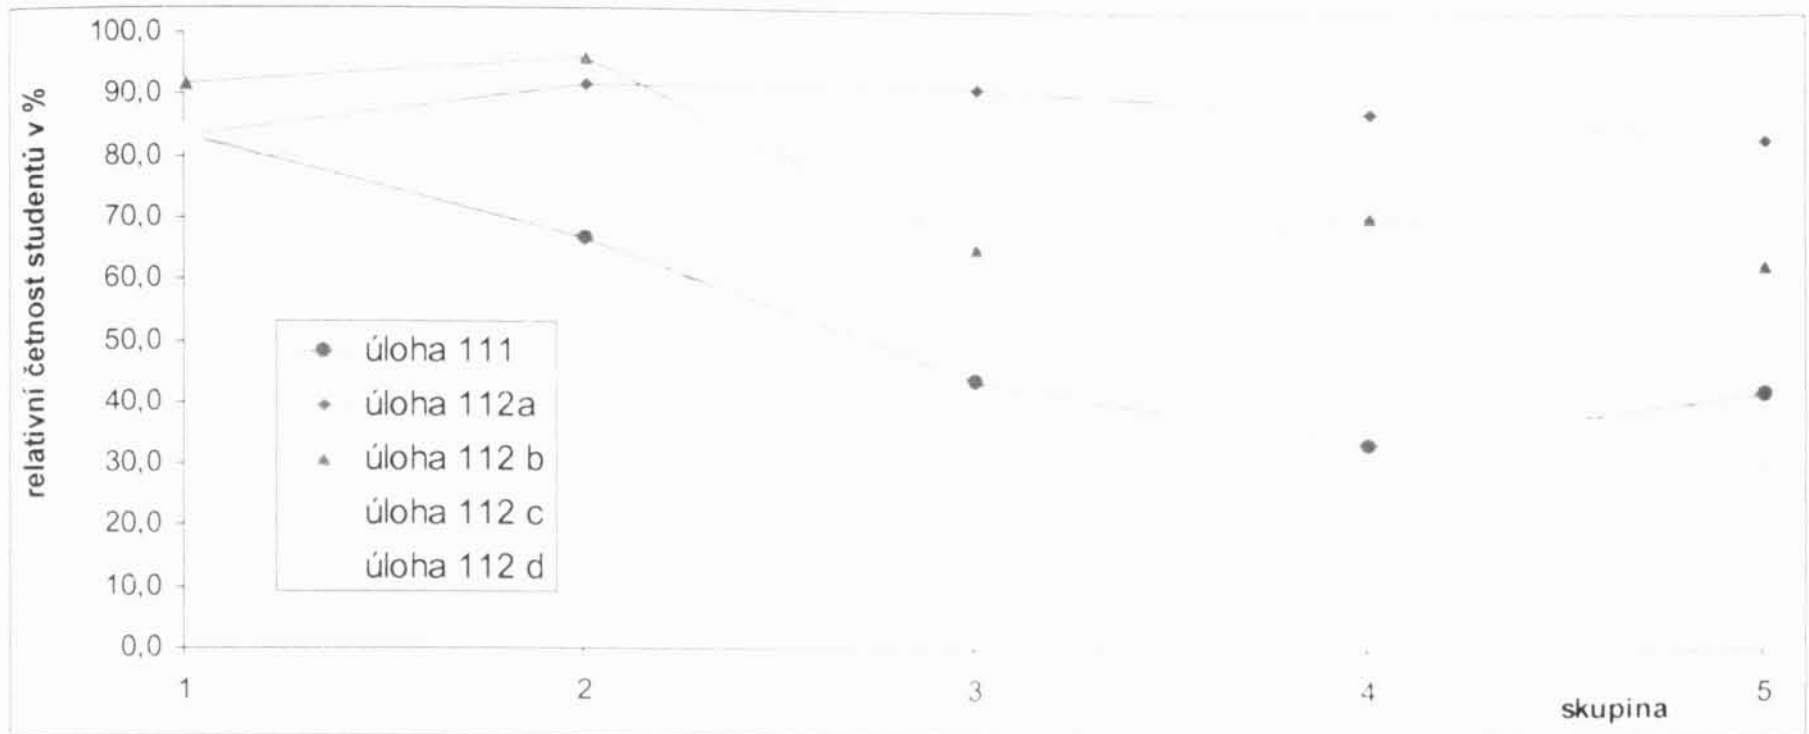 relativní četnost studentů v %
100,0
90,0
80,0
70,0
60,0
50,0
40,0
30,0
20,0
10,0
0,0
úloha 111
úloha 112a
úloha 112 b
úloha 112 c
úloha 112 d
1 2 3 4 5
skupina